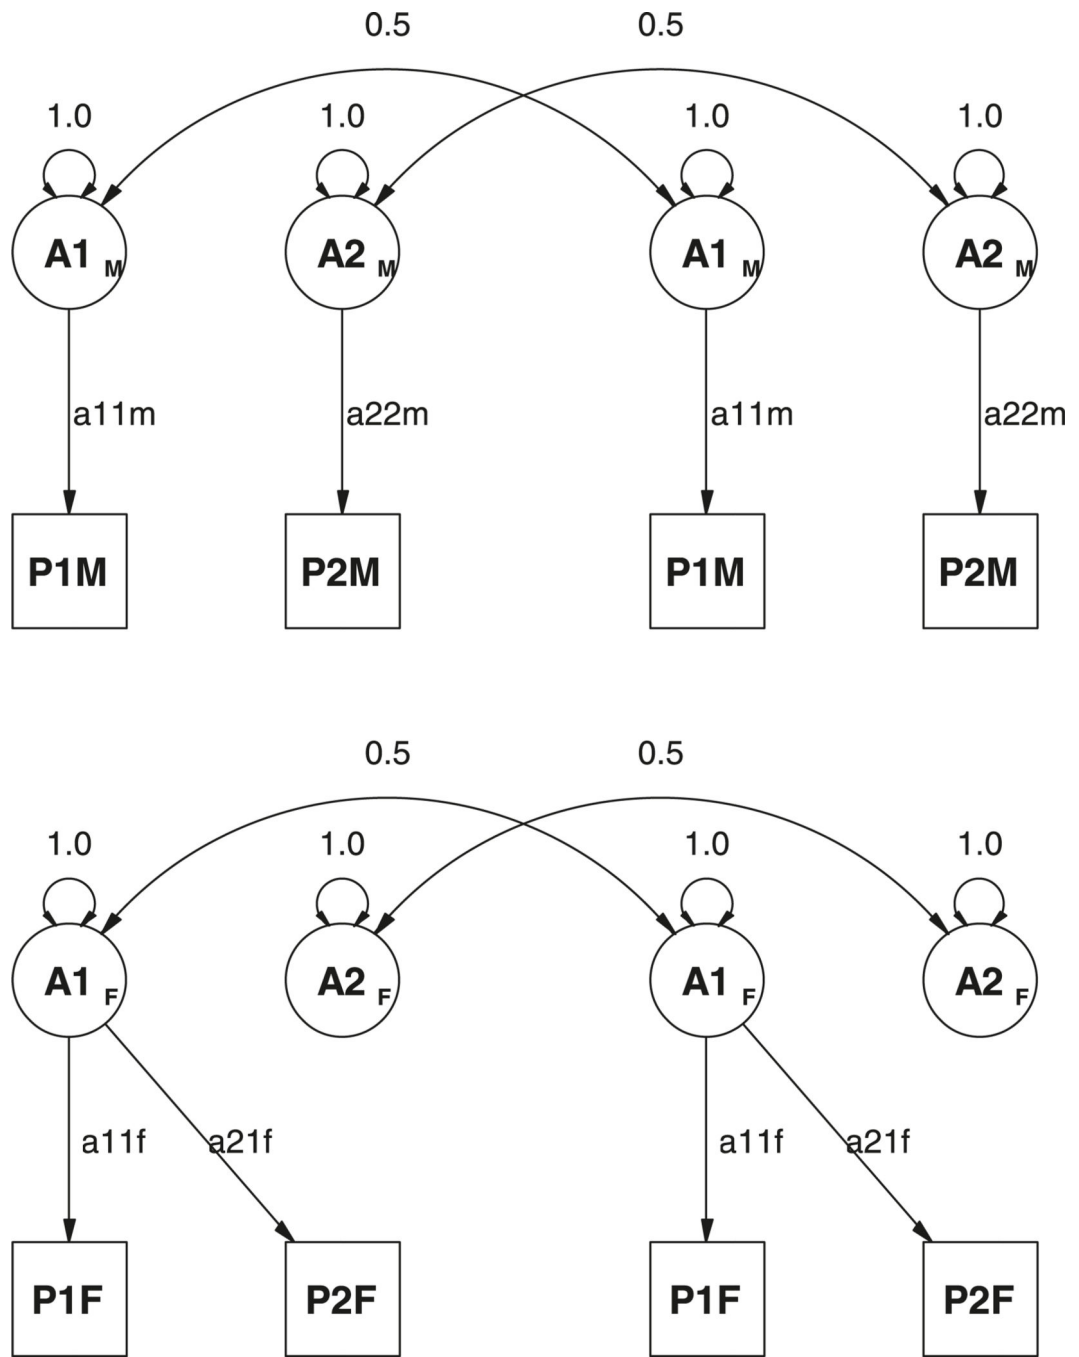 0.5 0.5
1.0 1.0 1.0 1.0
A1 M A2 M A1 M A2 M
a11m a22m a11m a22m
P1M P2M P1M P2M
0.5 0.5
1.0 1.0 1.0 1.0
A1 F A2 F A1 F A2 F
a11f a21f a11f a21f
P1F P2F P1F P2F